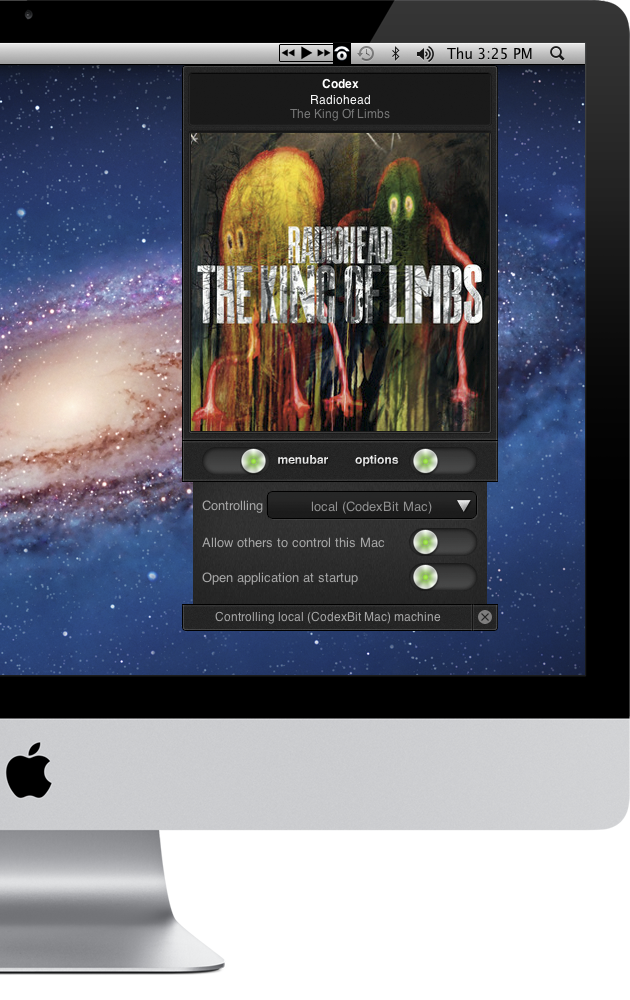 Thu 3:25 PM
Codex
Radiohead
The King Of Limbs
RADIOHEAD
THE KING OF LIMBS
menubar options
Controlling local (CodexBit Mac)
Allow others to control this Mac
Open application at startup
Controlling local (CodexBit Mac) machine